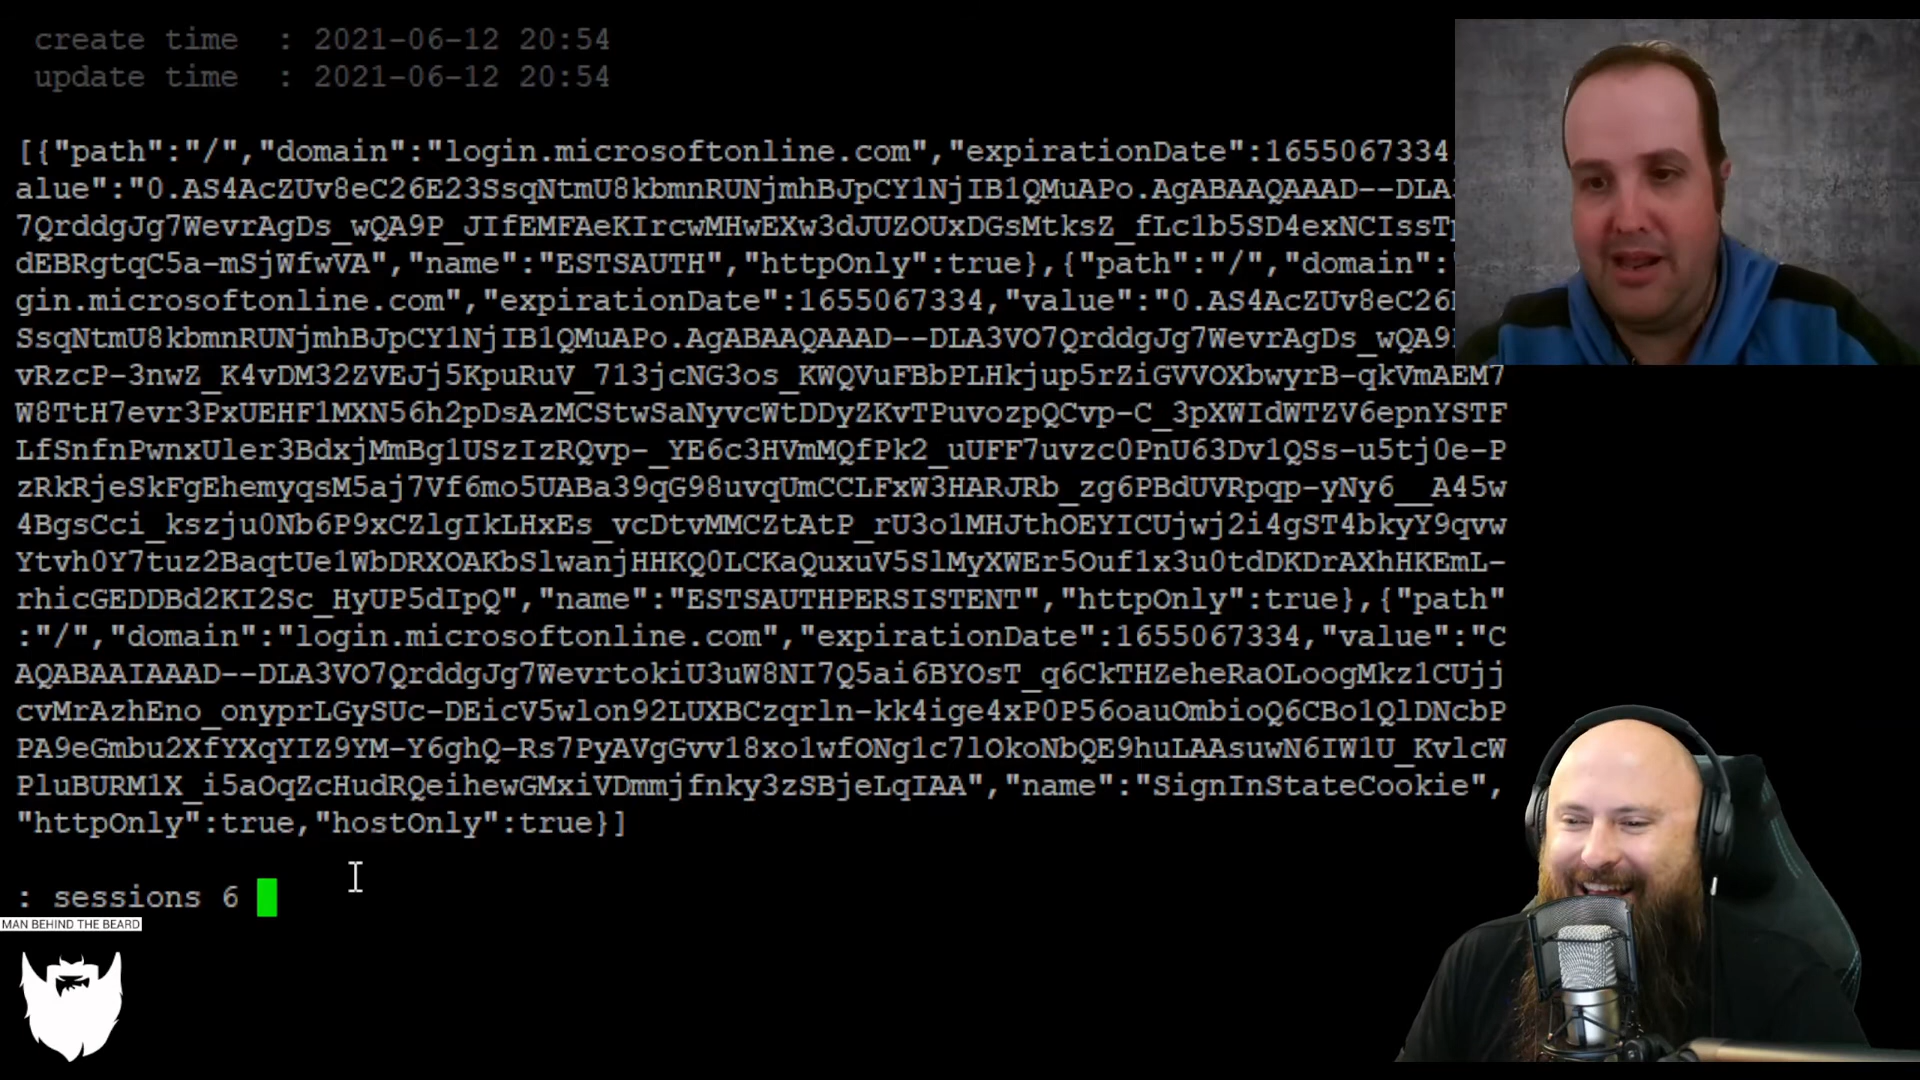 create time : 2021-06-12 20:54
update time : 2021-06-12 20:54
[{"path":"/","domain":"login.microsoftonline.com","expirationDate":1655067334,
alue":"0.AS4AcZUv8eC26E23SsqNtmU8kbmnRUNjmhBJpCY1NjIB1QMuAPo.AgABAAQAAAD--DLA3
7QrddgJg7WevrAgDs_wQA9P_JIfEMFAeKIrcwMHwEXw3dJUZOUxDGsMtksZ_fLc1b5SD4exNCIssT
dEBRgtqC5a-mSjWfwVA","name":"ESTSAUTH","httpOnly":true},{"path":"/","domain":"
gin.microsoftonline.com","expirationDate":1655067334,"value":"0.AS4AcZUv8eC26
SsqNtmU8kbmnRUNjmhBJpCY1NjIB1QMuAPo.AgABAAQAAAD--DLA3VO7QrddgJg7WevrAgDs_wQA9
vRzcP-3nwZ_K4vDM32ZVEJj5KpuRuV_713jcNG3os_KWQVuFBbPLHkjup5rZiGVVOXbwyrB-qkVmAEM7
W8TtH7evr3PxUEHF1MXN56h2pDsAzMCStwSaNyvcWtDDyZKvTPuvozpQCvp-C_3pXWIdWTZV6epnYSTF
LfSnfnPwnxUler3BdxjMmBg1USzIzRQvp-_YE6c3HVmMQfPk2_uUFF7uvzc0PnU63Dv1QSs-u5tj0e-P
zRkRjeSkFgEhemyqsM5aj7Vf6mo5UABa39qG98uvqUmCCLFxW3HARJRb_zg6PBdUVRpqp-yNy6__A45w
4BgsCci_kszju0Nb6P9xCZlgIkLHxEs_vcDtvMMCZtAtP_rU3o1MHJthOEYICUjwj2i4gST4bkyY9qvw
Ytvh0Y7tuz2BaqtUe1WbDRXOAKbSlwanjHHKQ0LCKaQuxuV5SlMyXWEr5Ouf1x3u0tdDKDrAXhHKEmL-
rhicGEDDBd2KI2Sc_HyUP5dIpQ","name":"ESTSAUTHPERSISTENT","httpOnly":true},{"path"
:"/","domain":"login.microsoftonline.com","expirationDate":1655067334,"value":"C
AQABAAIAAAD--DLA3VO7QrddgJg7WevrtokiU3uW8NI7Q5ai6BYOsT_q6CkTHZeheRaOLoogMkz1CUjj
cvMrAzhEno_onyprLGySUc-DEicV5wlon92LUXBCzqrln-kk4ige4xP0P56oauOmbioQ6CBo1QlDNcbP
PA9eGmbu2XfYXqYIZ9YM-Y6ghQ-Rs7PyAVgGvv18xo1wfONg1c7lOkoNbQE9huLAAsuwN6IW1U_KvlcW
PluBURM1X_i5aOqZcHudRQeihewGMxiVDmmjfnky3zSBjeLqIAA","name":"SignInStateCookie",
"httpOnly":true,"hostOnly":true}]
: sessions 6
MAN BEHIND THE BEARD